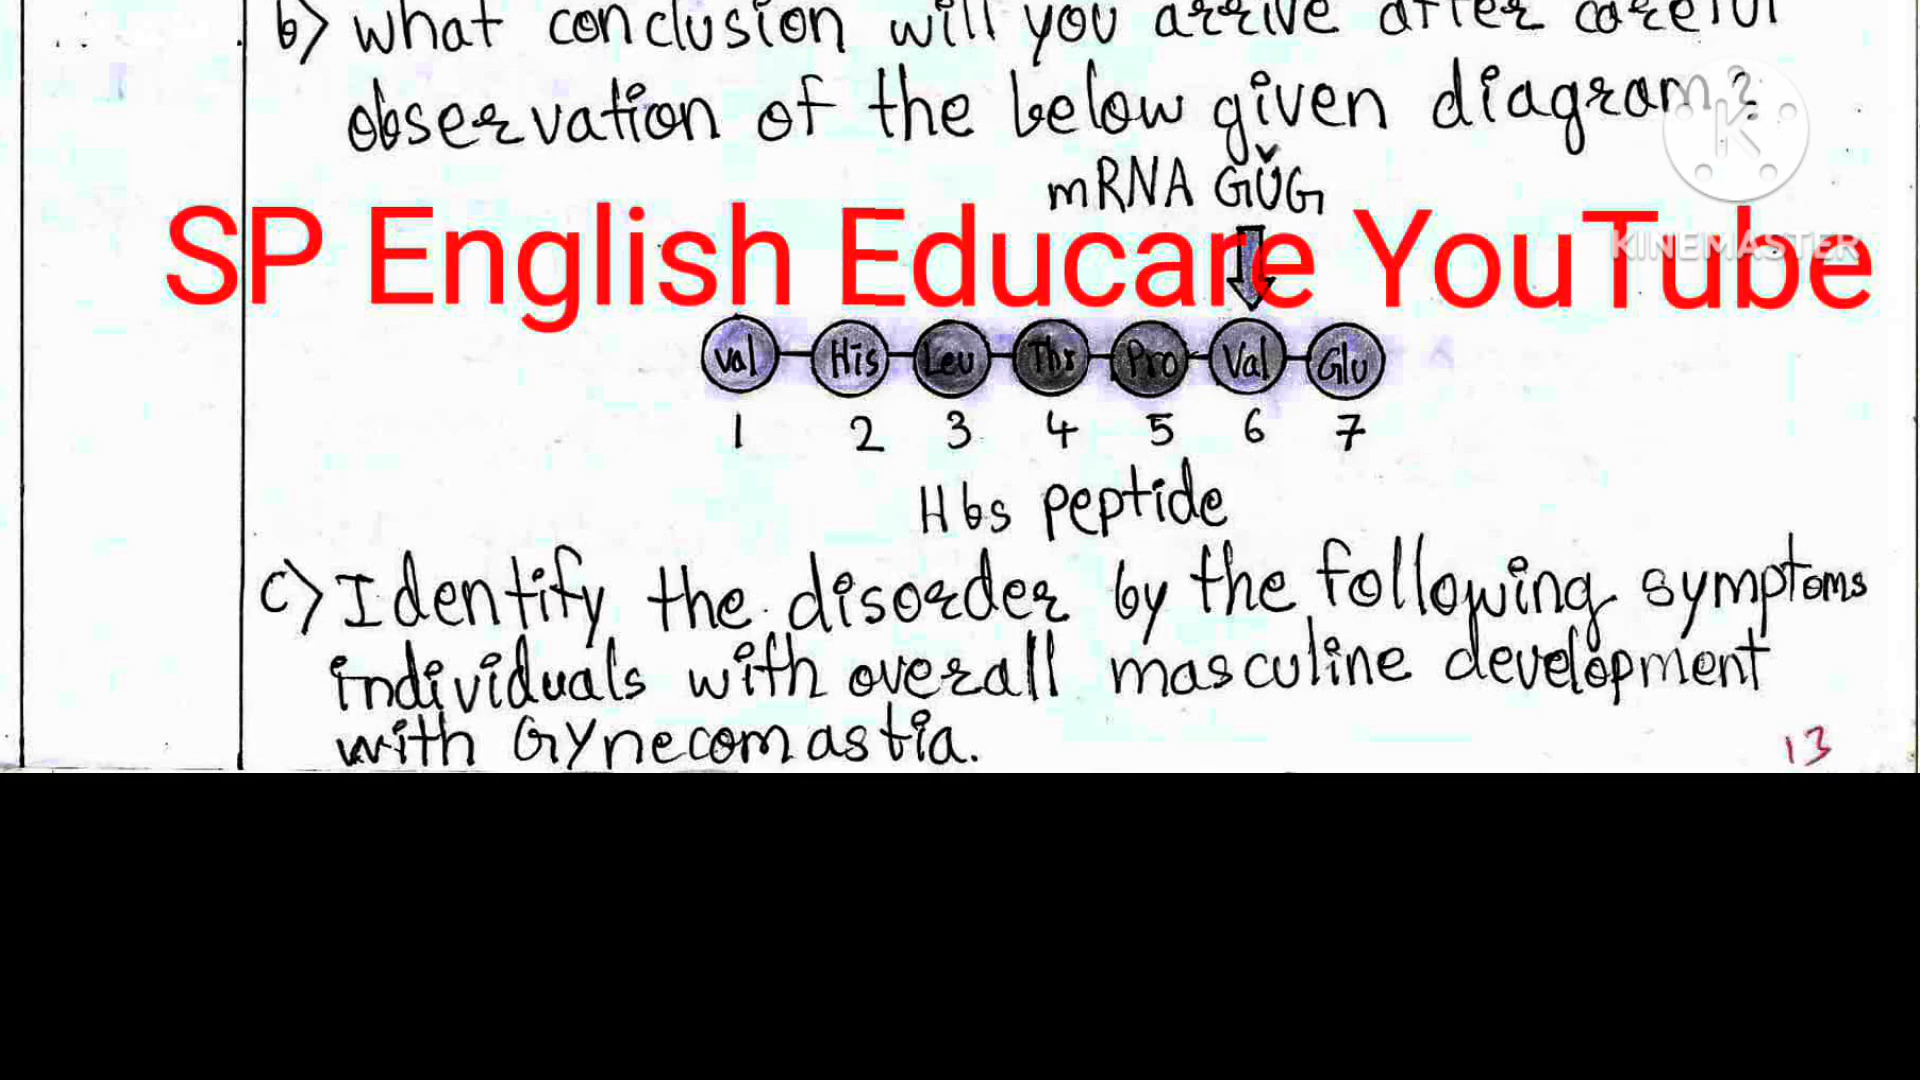 b) What conclusion will you arrive after careful
observation of the below given diagram?
mRNA GUG
SP English Educare YouTube
KINEMASTER
Val His Leu Thr Pro Val Glu
1 2 3 4 5 6 7
Hbs peptide
c) Identify the disorder by the following symptoms
individuals with overall masculine development
with Gynecomastia.
13